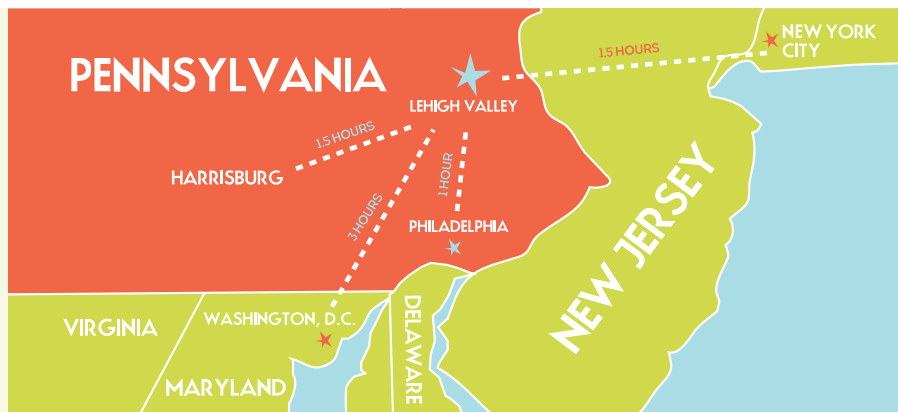 NEW YORK
CITY
1.5 HOURS
PENNSYLVANIA
LEHIGH VALLEY
1.5 HOURS
HARRISBURG
1 HOUR
3 HOURS
PHILADELPHIA
NEW JERSEY
VIRGINIA
WASHINGTON, D.C.
DELAWARE
MARYLAND